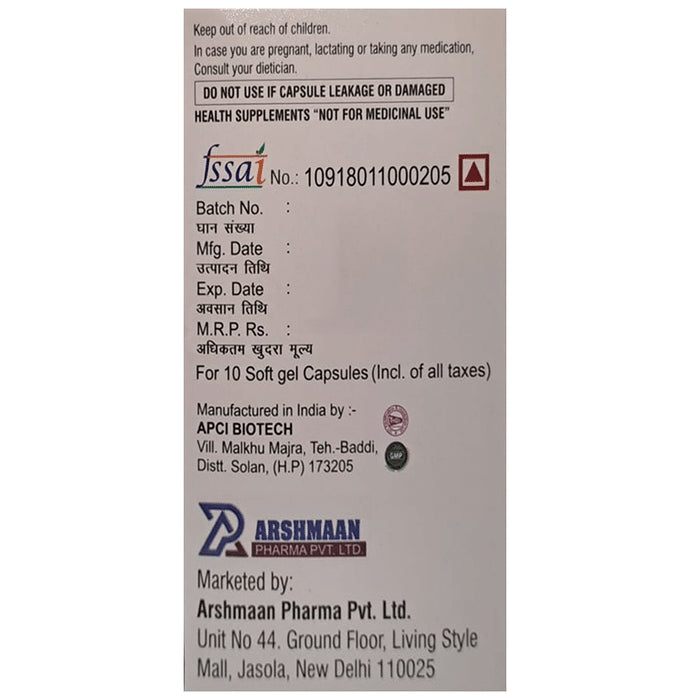 Keep out of reach of children.
In case you are pregnant, lactating or taking any medication,
Consult your dietician.
DO NOT USE IF CAPSULE LEAKAGE OR DAMAGED
HEALTH SUPPLEMENTS “NOT FOR MEDICINAL USE”
fssai No.: 10918011000205
Batch No. :
घान संख्या
Mfg. Date :
उत्पादन तिथि
Exp. Date :
अवसान तिथि
M.R.P. Rs. :
अधिकतम खुदरा मूल्य
For 10 Soft gel Capsules (Incl. of all taxes)
Manufactured in India by :-
APCI BIOTECH
Vill. Malkhu Majra, Teh.-Baddi,
Distt. Solan, (H.P) 173205
GMP
ARSHMAAN
PHARMA PVT. LTD.
Marketed by:
Arshmaan Pharma Pvt. Ltd.
Unit No 44. Ground Floor, Living Style
Mall, Jasola, New Delhi 110025